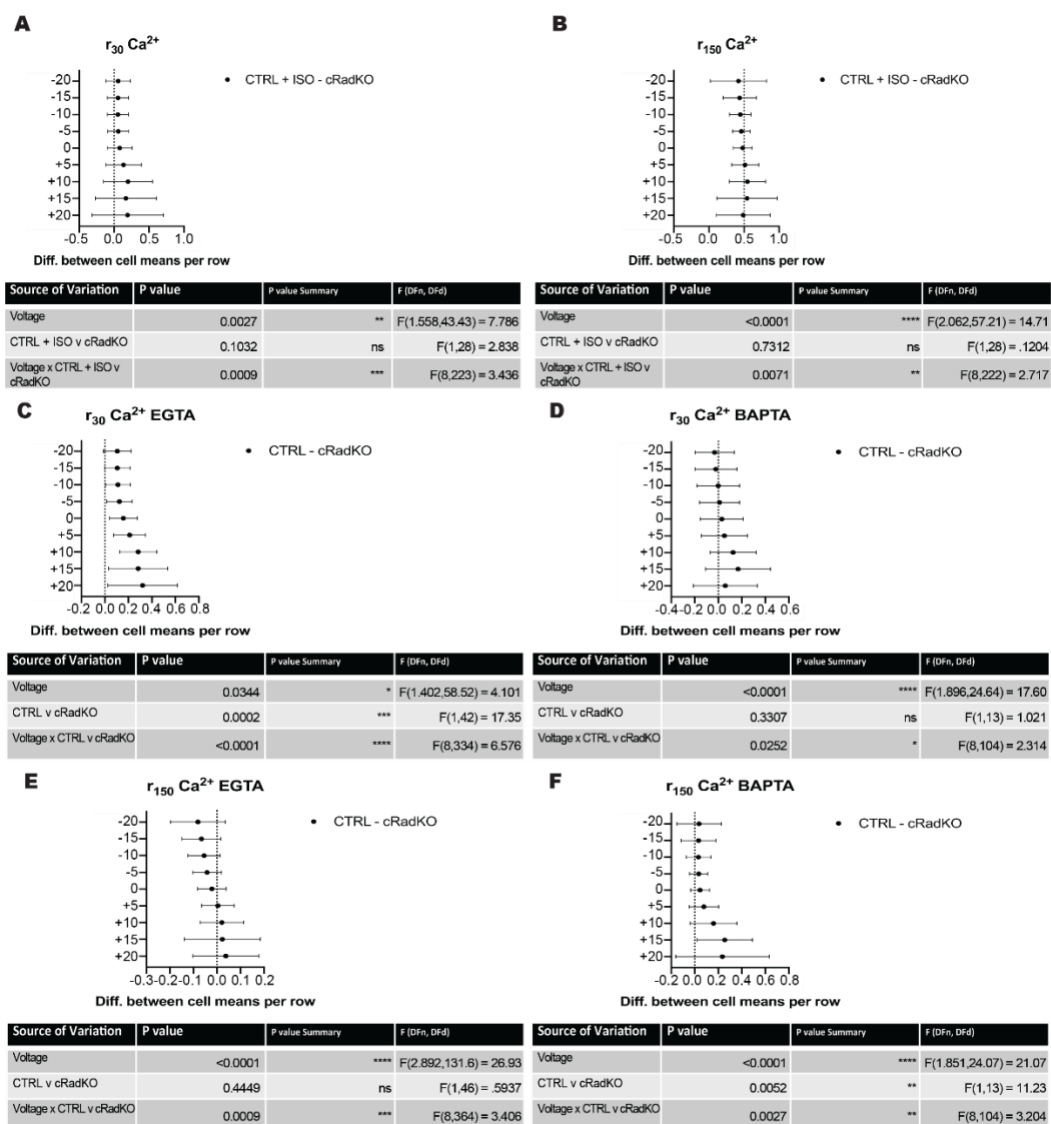 A
r30 Ca2+
-20
-15
-10
-5
0
+5
+10
+15
+20
CTRL + ISO - cRadKO
-0.5 0.0 0.5 1.0
Diff. between cell means per row
Source of Variation P value P value Summary F (DFn, DFd)
Voltage 0.0027 ** F(1.558,43.43) = 7.786
CTRL + ISO v cRadKO 0.1032 ns F(1,28) = 2.838
Voltage x CTRL + ISO v
cRadKO 0.0009 *** F(8,223) = 3.436
B
r150 Ca2+
-20
-15
-10
-5
0
+5
+10
+15
+20
CTRL + ISO - cRadKO
-0.5 0.0 0.5 1.0
Diff. between cell means per row
Source of Variation P value P value Summary F (DFn, DFd)
Voltage <0.0001 **** F(2.062,57.21) = 14.71
CTRL + ISO v cRadKO 0.7312 ns F(1,28) = .1204
Voltage x CTRL + ISO v
cRadKO 0.0071 ** F(8,222) = 2.717
C
r30 Ca2+ EGTA
-20
-15
-10
-5
0
+5
+10
+15
+20
CTRL - cRadKO
-0.2 0.0 0.2 0.4 0.6 0.8
Diff. between cell means per row
Source of Variation P value P value Summary F (DFn, DFd)
Voltage 0.0344 * F(1.402,58.52) = 4.101
CTRL v cRadKO 0.0002 *** F(1,42) = 17.35
Voltage x CTRL v cRadKO <0.0001 **** F(8,334) = 6.576
D
r30 Ca2+ BAPTA
-20
-15
-10
-5
0
+5
+10
+15
+20
CTRL - cRadKO
-0.4 -0.2 0.0 0.2 0.4 0.6
Diff. between cell means per row
Source of Variation P value P value Summary F (DFn, DFd)
Voltage <0.0001 **** F(1.896,24.64) = 17.60
CTRL v cRadKO 0.3307 ns F(1,13) = 1.021
Voltage x CTRL v cRadKO 0.0252 * F(8,104) = 2.314
E
r150 Ca2+ EGTA
-20
-15
-10
-5
0
+5
+10
+15
+20
CTRL - cRadKO
-0.3 -0.2 -0.1 0.0 0.1 0.2
Diff. between cell means per row
Source of Variation P value P value Summary F (DFn, DFd)
Voltage <0.0001 **** F(2.892,131.6) = 26.93
CTRL v cRadKO 0.4449 ns F(1,46) = .5937
Voltage x CTRL v cRadKO 0.0009 *** F(8,364) = 3.406
F
r150 Ca2+ BAPTA
-20
-15
-10
-5
0
+5
+10
+15
+20
CTRL - cRadKO
-0.2 0.0 0.2 0.4 0.6 0.8
Diff. between cell means per row
Source of Variation P value P value Summary F (DFn, DFd)
Voltage <0.0001 **** F(1.851,24.07) = 21.07
CTRL v cRadKO 0.0052 ** F(1,13) = 11.23
Voltage x CTRL v cRadKO 0.0027 ** F(8,104) = 3.204